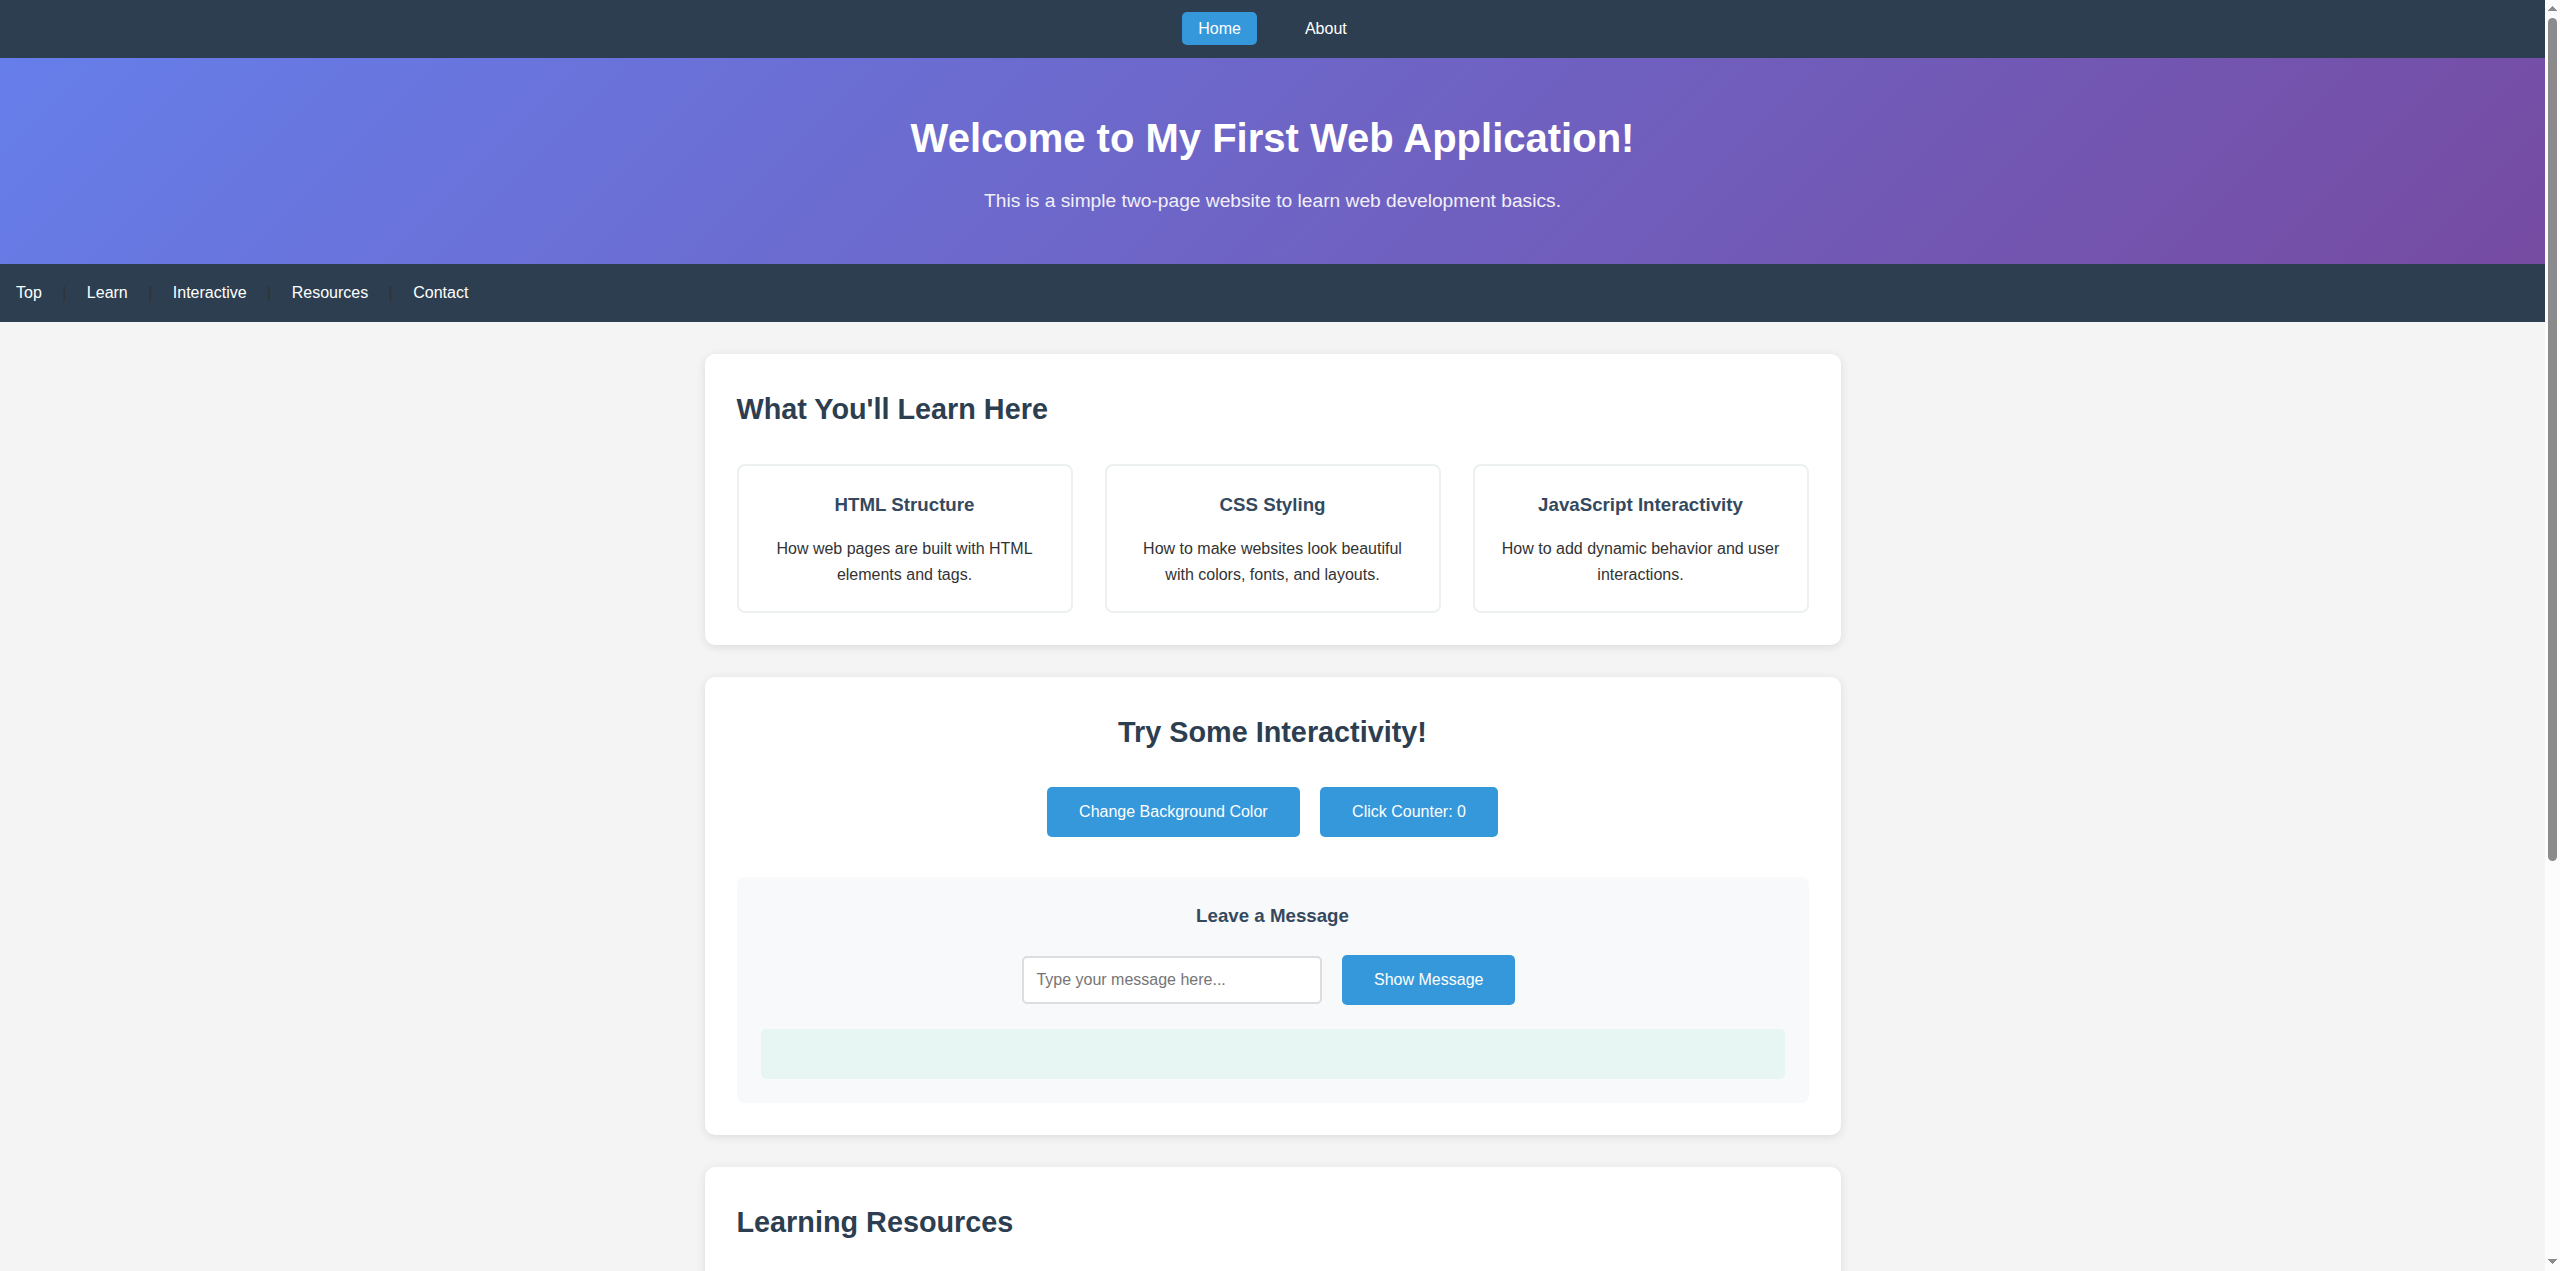 Home About
Welcome to My First Web Application!
This is a simple two-page website to learn web development basics.
Top | Learn | Interactive | Resources | Contact
What You'll Learn Here
HTML Structure
How web pages are built with HTML
elements and tags.
CSS Styling
How to make websites look beautiful
with colors, fonts, and layouts.
JavaScript Interactivity
How to add dynamic behavior and user
interactions.
Try Some Interactivity!
Change Background Color
Click Counter: 0
Leave a Message
Type your message here...
Show Message
Learning Resources